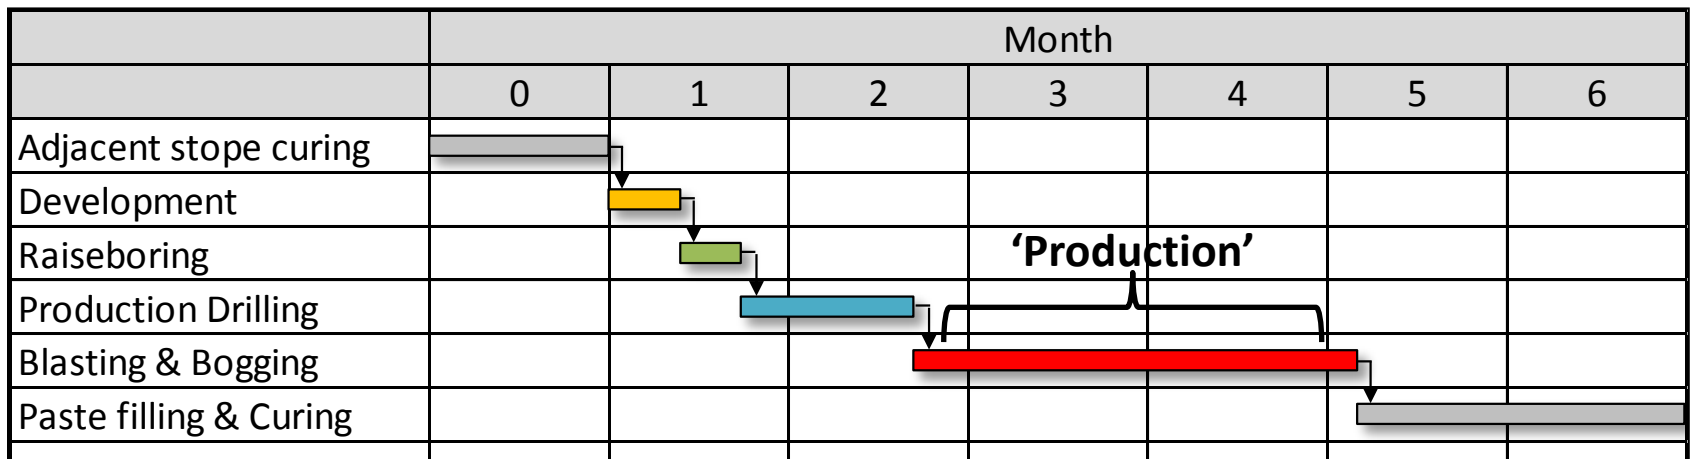 Month
0 1 2 3 4 5 6
Adjacent stope curing
Development
Raiseboring
‘Production’
Production Drilling
Blasting & Bogging
Paste filling & Curing